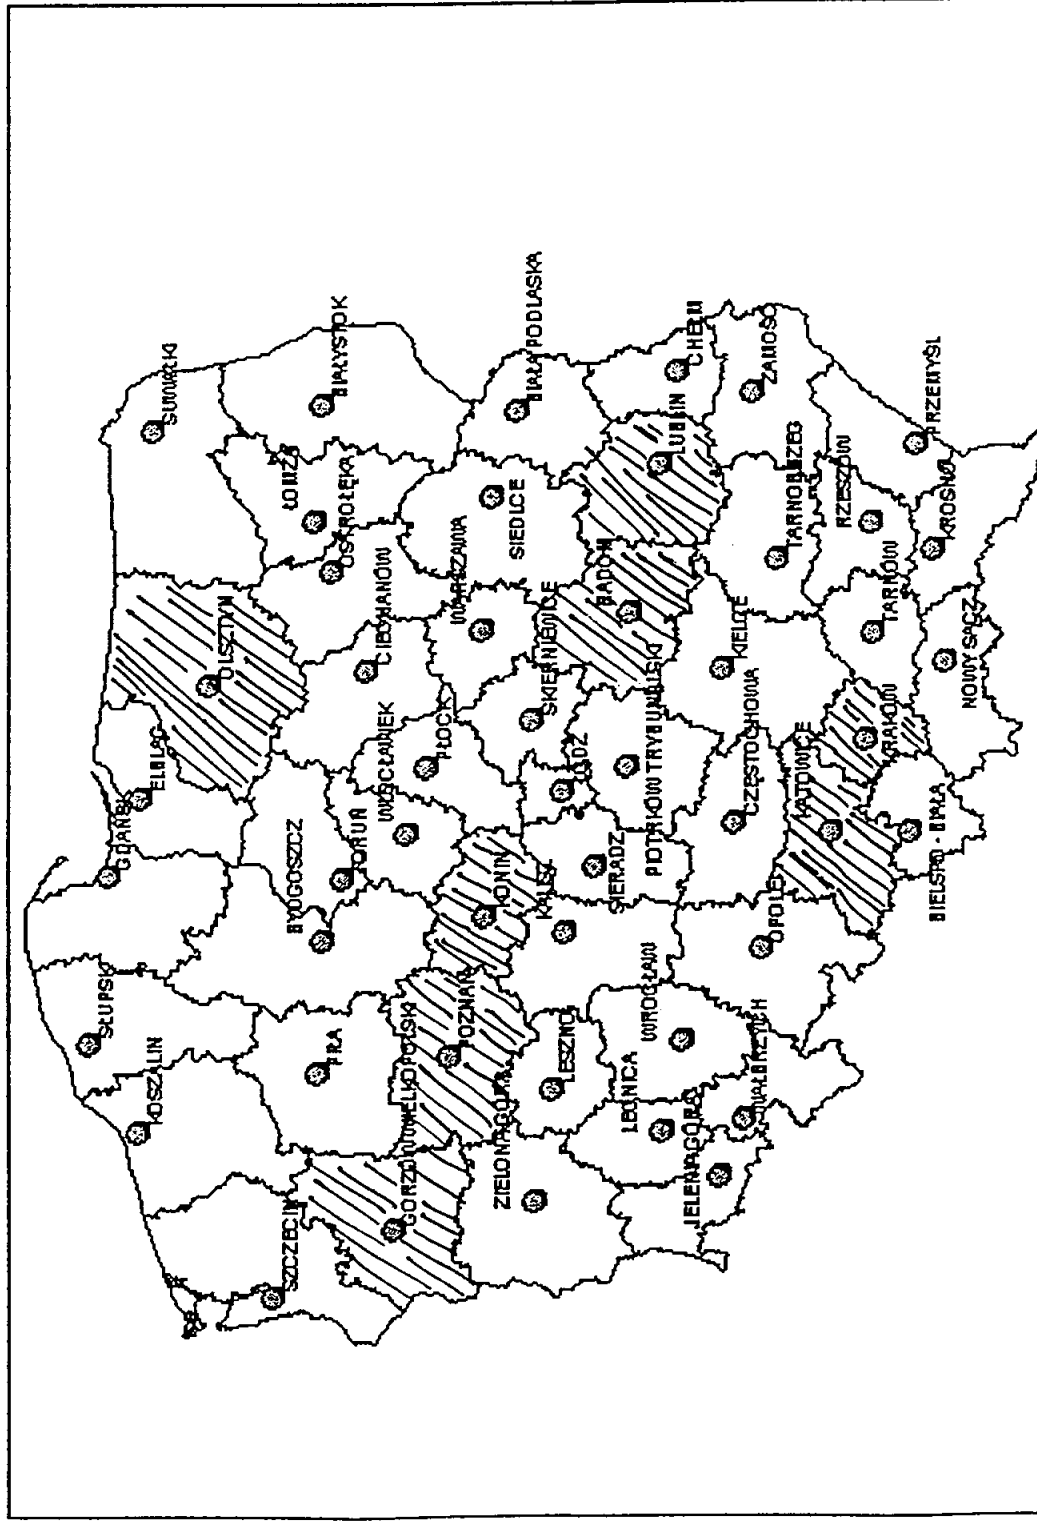 SŁUPSK
GDAŃSK
KOSZALIN
ELBLĄG
SUWAŁKI
OLSZTYN
SZCZECIN
PIŁA
BYDGOSZCZ
TORUŃ
ŁOMŻA
OSTROŁĘKA
BIAŁYSTOK
CIECHANÓW
GORZÓW WIELKOPOLSKI
POZNAŃ
KONIN
WŁOCŁAWEK
PŁOCK
WARSZAWA
SIEDLCE
BIAŁA PODLASKA
ZIELONA GÓRA
LESZNO
KALISZ
ŁÓDŹ
SKIERNIEWICE
SIERADZ
PIOTRKÓW TRYBUNALSKI
RADOM
LUBLIN
CHEŁM
LEGNICA
WROCŁAW
JELENIA GÓRA
WAŁBRZYCH
OPOLE
CZĘSTOCHOWA
KIELCE
TARNOBRZEG
ZAMOŚĆ
KATOWICE
KRAKÓW
TARNÓW
RZESZÓW
BIELSKO - BIAŁA
NOWY SĄCZ
KROSNO
PRZEMYŚL